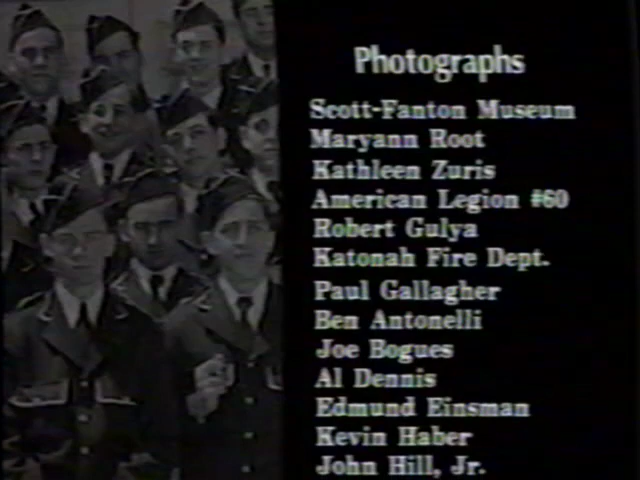 Photographs
Scott-Fanton Museum
Maryann Root
Kathleen Zuris
American Legion #60
Robert Gulya
Katonah Fire Dept.
Paul Gallagher
Ben Antonelli
Joe Bogues
Al Dennis
Edmund Einsman
Kevin Haber
John Hill, Jr.